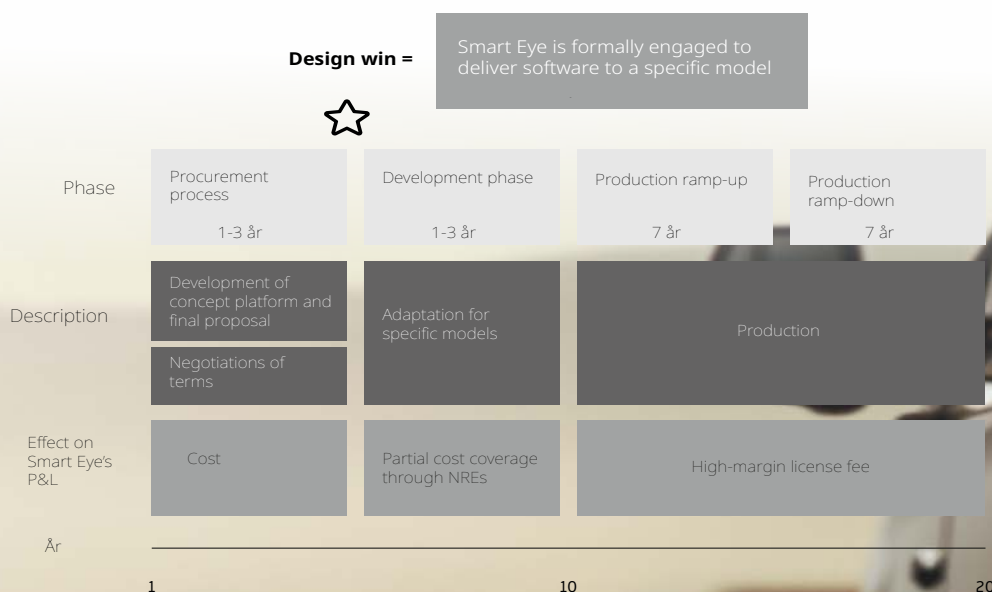 Design win =
Smart Eye is formally engaged to
deliver software to a specific model
Phase
Procurement
process
1-3 år
Development phase
1-3 år
Production ramp-up
7 år
Production
ramp-down
7 år
Description
Development of
concept platform and
final proposal
Negotiations of
terms
Adaptation for
specific models
Production
Effect on
Smart Eye’s
P&L
Cost
Partial cost coverage
through NREs
High-margin license fee
År
1
10
20